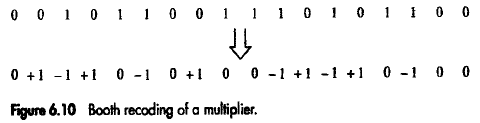 0 0 1 0 1 1 0 0 1 1 1 0 1 0 1 1 0 0
0 +1 −1 +1 0 −1 0 +1 0 0 −1 +1 −1 +1 0 −1 0 0
Figure 6.10 Booth recoding of a multiplier.